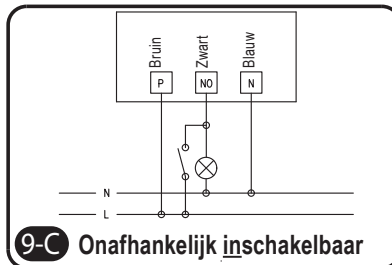 Bruin Zwart Blauw
P NO N
N
L
9-C Onafhankelijk inschakelbaar